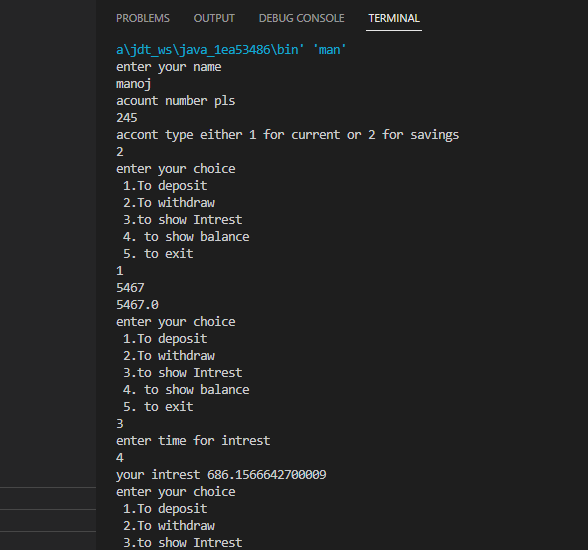 PROBLEMS OUTPUT DEBUG CONSOLE TERMINAL
a\jdt_ws\java_1ea53486\bin' 'man'
enter your name
manoj
acount number pls
245
accont type either 1 for current or 2 for savings
2
enter your choice
1.To deposit
2.To withdraw
3.to show Intrest
4. to show balance
5. to exit
1
5467
5467.0
enter your choice
1.To deposit
2.To withdraw
3.to show Intrest
4. to show balance
5. to exit
3
enter time for intrest
4
your intrest 686.1566642700009
enter your choice
1.To deposit
2.To withdraw
3.to show Intrest